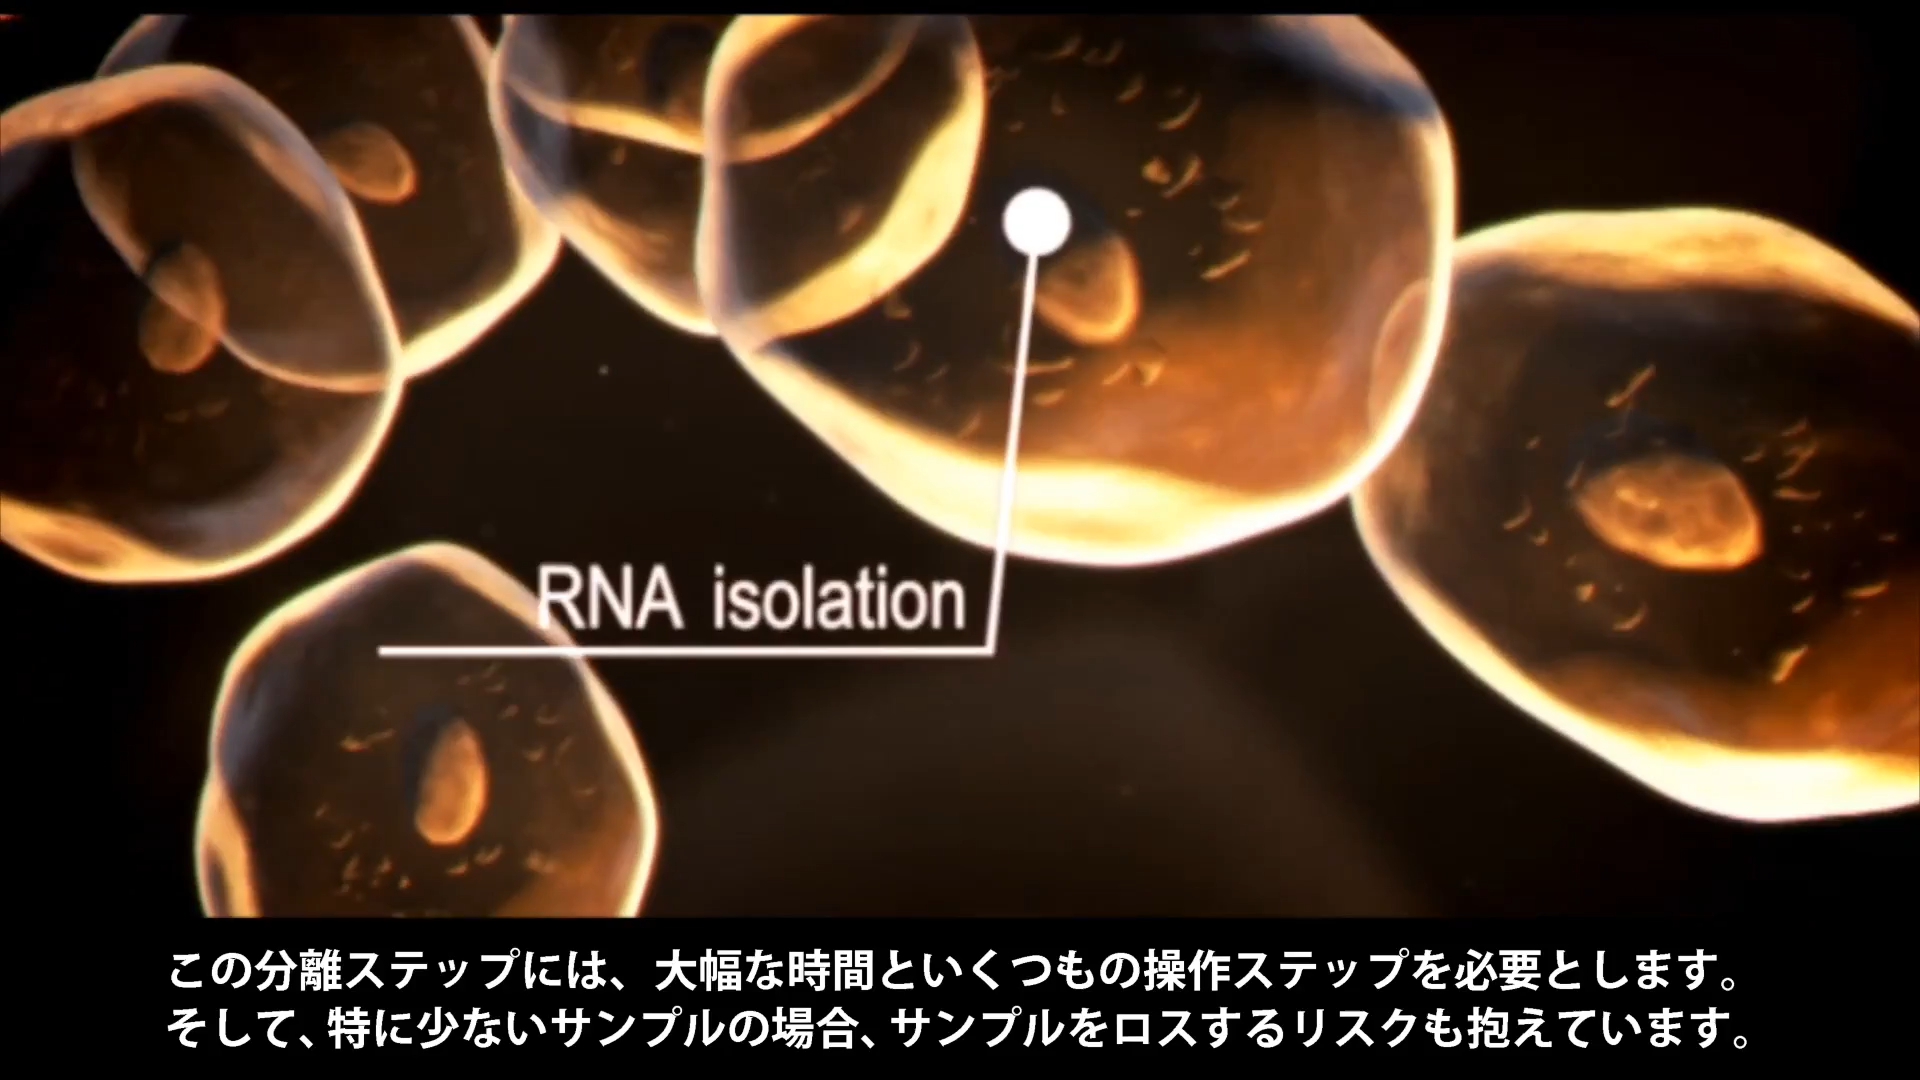 RNA isolation
この分離ステップには、大幅な時間といくつもの操作ステップを必要とします。
そして、特に少ないサンプルの場合、サンプルをロスするリスクも抱えています。